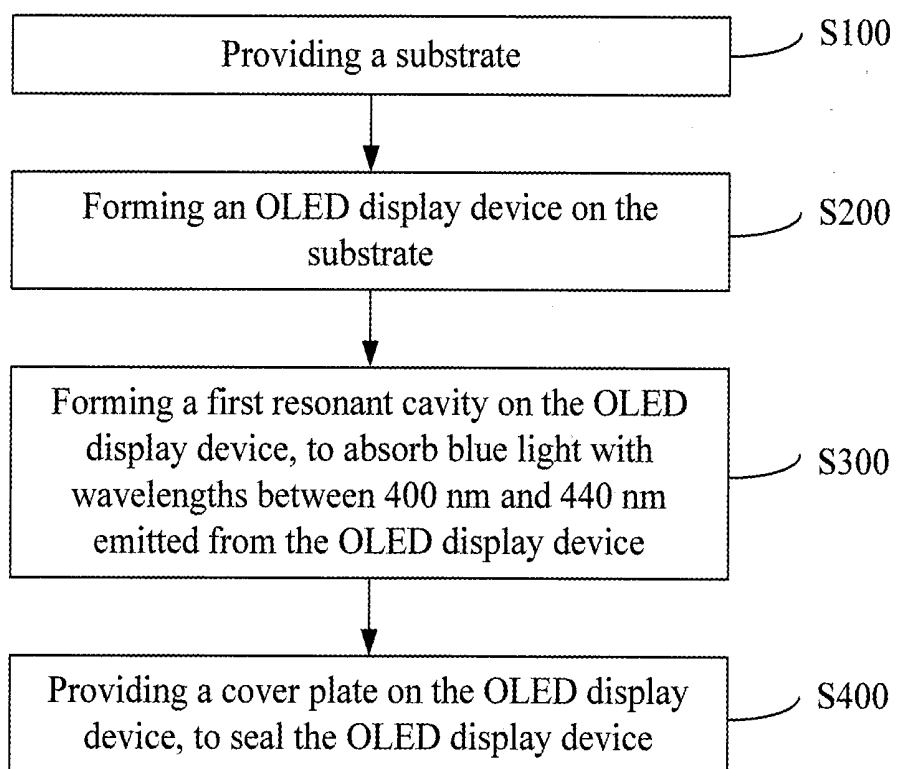 Providing a substrate
S100
Forming an OLED display device on the
substrate
S200
Forming a first resonant cavity on the OLED
display device, to absorb blue light with
wavelengths between 400 nm and 440 nm
emitted from the OLED display device
S300
Providing a cover plate on the OLED display
device, to seal the OLED display device
S400